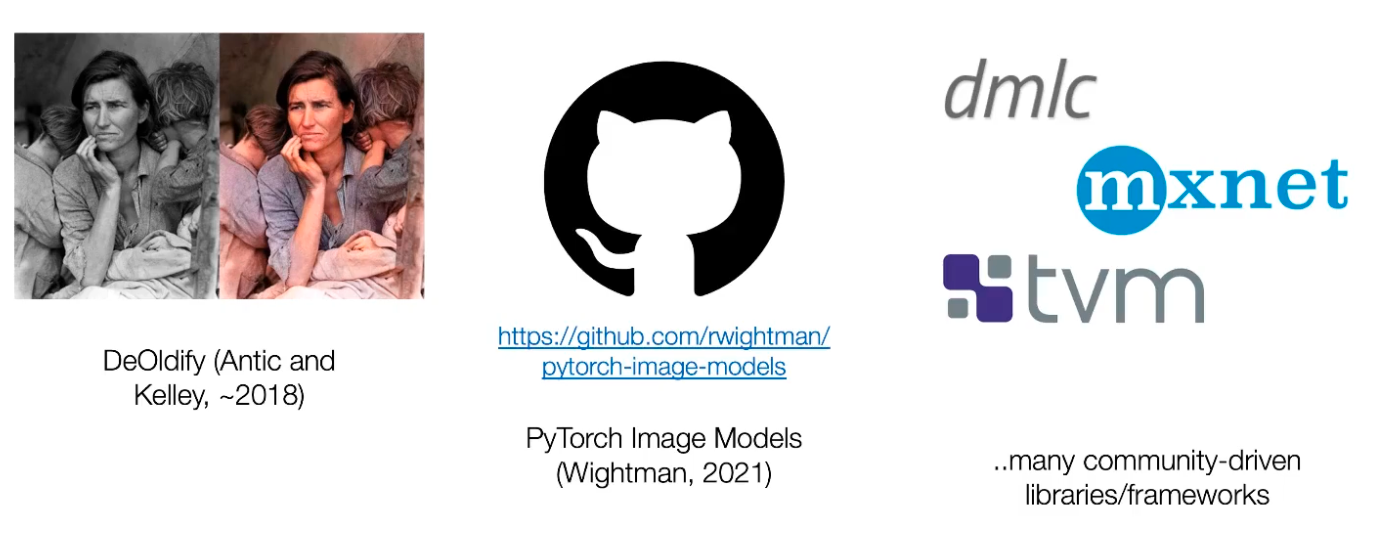 DeOldify (Antic and
Kelley, ~2018)
https://github.com/rwightman/
pytorch-image-models
PyTorch Image Models
(Wightman, 2021)
dmlc
mxnet
tvm
..many community-driven
libraries/frameworks